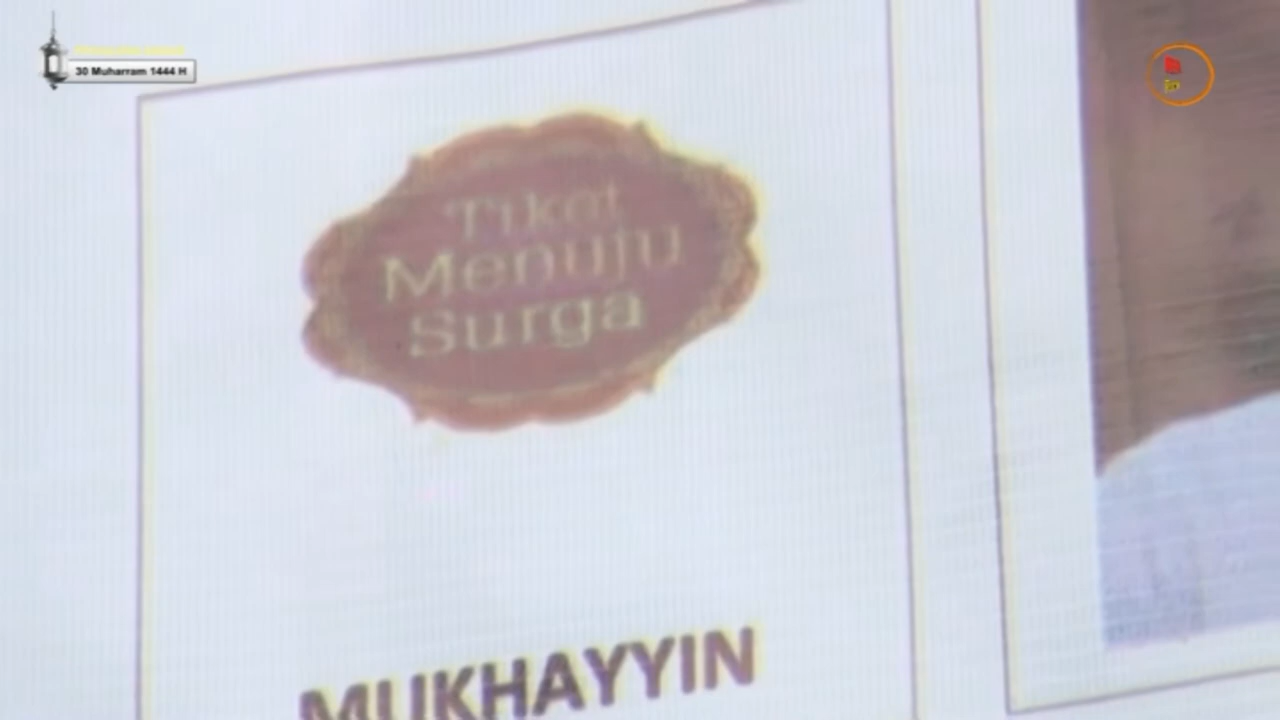 30 Muharram 1444 H
Tiket
Menuju
Surga
MUKHAYYIN